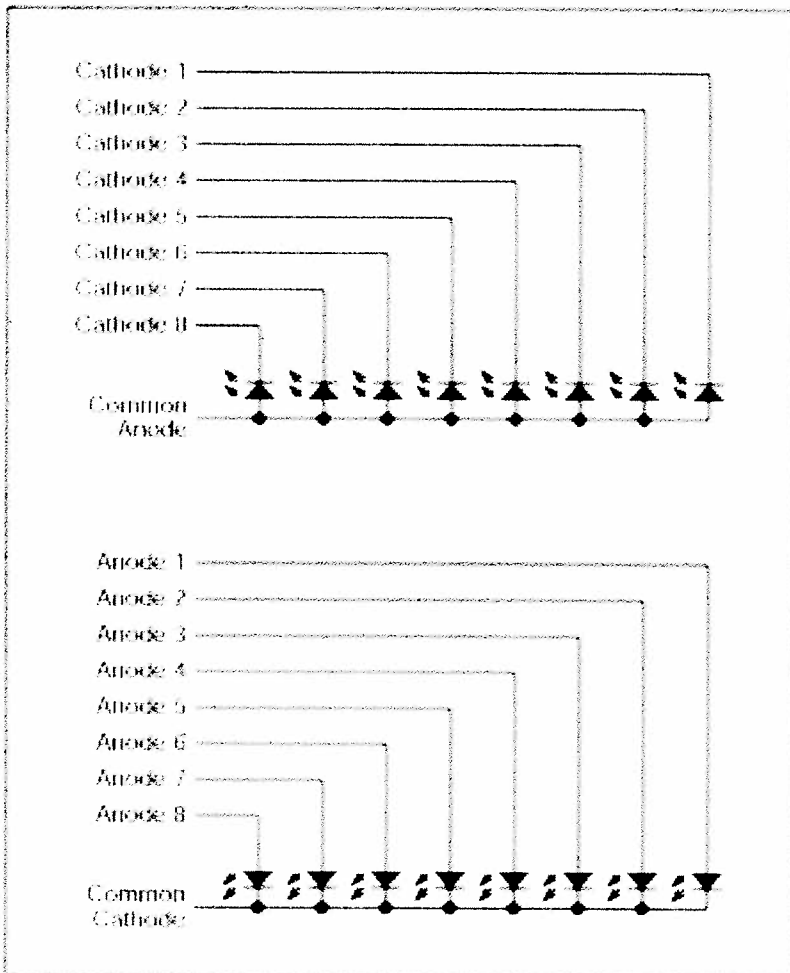 Cathode 1
Cathode 2
Cathode 3
Cathode 4
Cathode 5
Cathode 6
Cathode 7
Cathode 8
Common
Anode
Anode 1
Anode 2
Anode 3
Anode 4
Anode 5
Anode 6
Anode 7
Anode 8
Common
Cathode